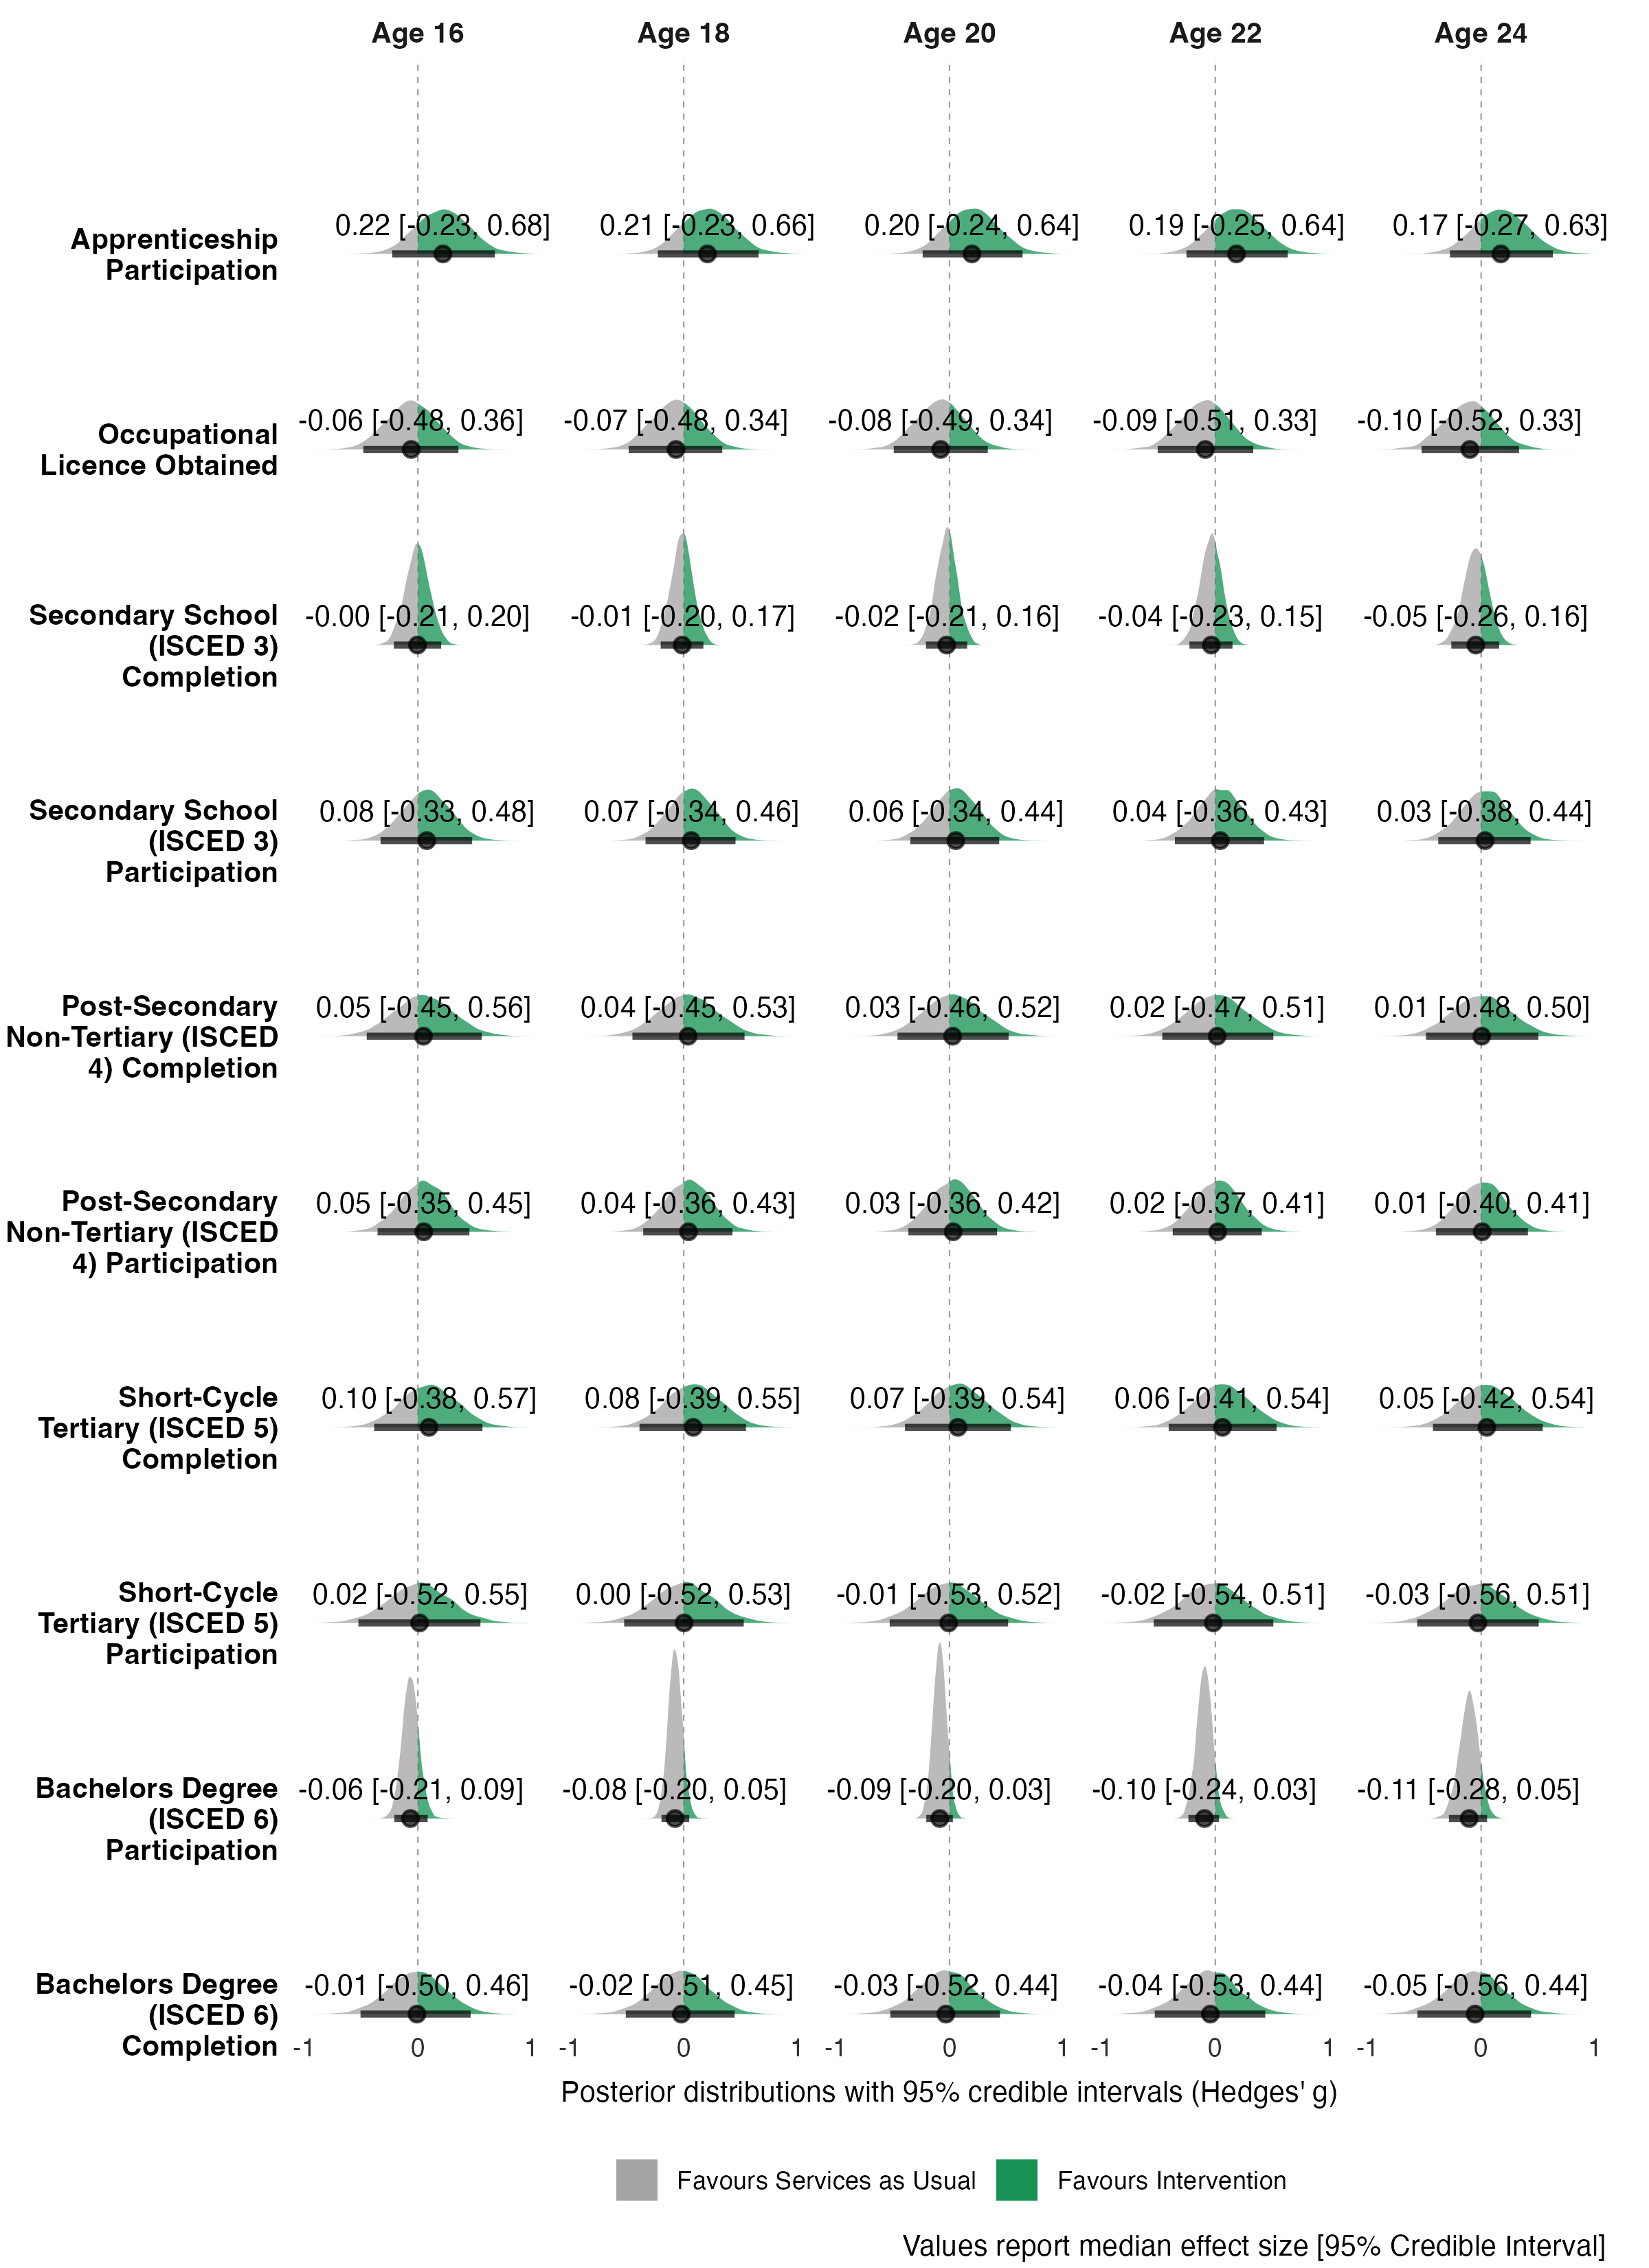 Age 16 Age 18 Age 20 Age 22 Age 24
0.22 [-0.23, 0.68] 0.21 [-0.23, 0.66] 0.20 [-0.24, 0.64] 0.19 [-0.25, 0.64] 0.17 [-0.27, 0.63]
Apprenticeship
Participation
-0.06 [-0.48, 0.36] -0.07 [-0.48, 0.34] -0.08 [-0.49, 0.34] -0.09 [-0.51, 0.33] -0.10 [-0.52, 0.33]
Occupational
Licence Obtained
Secondary School -0.00 [-0.21, 0.20] -0.01 [-0.20, 0.17] -0.02 [-0.21, 0.16] -0.04 [-0.23, 0.15] -0.05 [-0.26, 0.16]
(ISCED 3)
Completion
Secondary School 0.08 [-0.33, 0.48] 0.07 [-0.34, 0.46] 0.06 [-0.34, 0.44] 0.04 [-0.36, 0.43] 0.03 [-0.38, 0.44]
(ISCED 3)
Participation
Post-Secondary 0.05 [-0.45, 0.56] 0.04 [-0.45, 0.53] 0.03 [-0.46, 0.52] 0.02 [-0.47, 0.51] 0.01 [-0.48, 0.50]
Non-Tertiary (ISCED
4) Completion
Post-Secondary 0.05 [-0.35, 0.45] 0.04 [-0.36, 0.43] 0.03 [-0.36, 0.42] 0.02 [-0.37, 0.41] 0.01 [-0.40, 0.41]
Non-Tertiary (ISCED
4) Participation
Short-Cycle 0.10 [-0.38, 0.57] 0.08 [-0.39, 0.55] 0.07 [-0.39, 0.54] 0.06 [-0.41, 0.54] 0.05 [-0.42, 0.54]
Tertiary (ISCED 5)
Completion
Short-Cycle 0.02 [-0.52, 0.55] 0.00 [-0.52, 0.53] -0.01 [-0.53, 0.52] -0.02 [-0.54, 0.51] -0.03 [-0.56, 0.51]
Tertiary (ISCED 5)
Participation
Bachelors Degree -0.06 [-0.21, 0.09] -0.08 [-0.20, 0.05] -0.09 [-0.20, 0.03] -0.10 [-0.24, 0.03] -0.11 [-0.28, 0.05]
(ISCED 6)
Participation
Bachelors Degree -0.01 [-0.50, 0.46] -0.02 [-0.51, 0.45] -0.03 [-0.52, 0.44] -0.04 [-0.53, 0.44] -0.05 [-0.56, 0.44]
(ISCED 6)
Completion -1 0 1 -1 0 1 -1 0 1 -1 0 1 -1 0 1
Posterior distributions with 95% credible intervals (Hedges' g)
Favours Services as Usual Favours Intervention
Values report median effect size [95% Credible Interval]